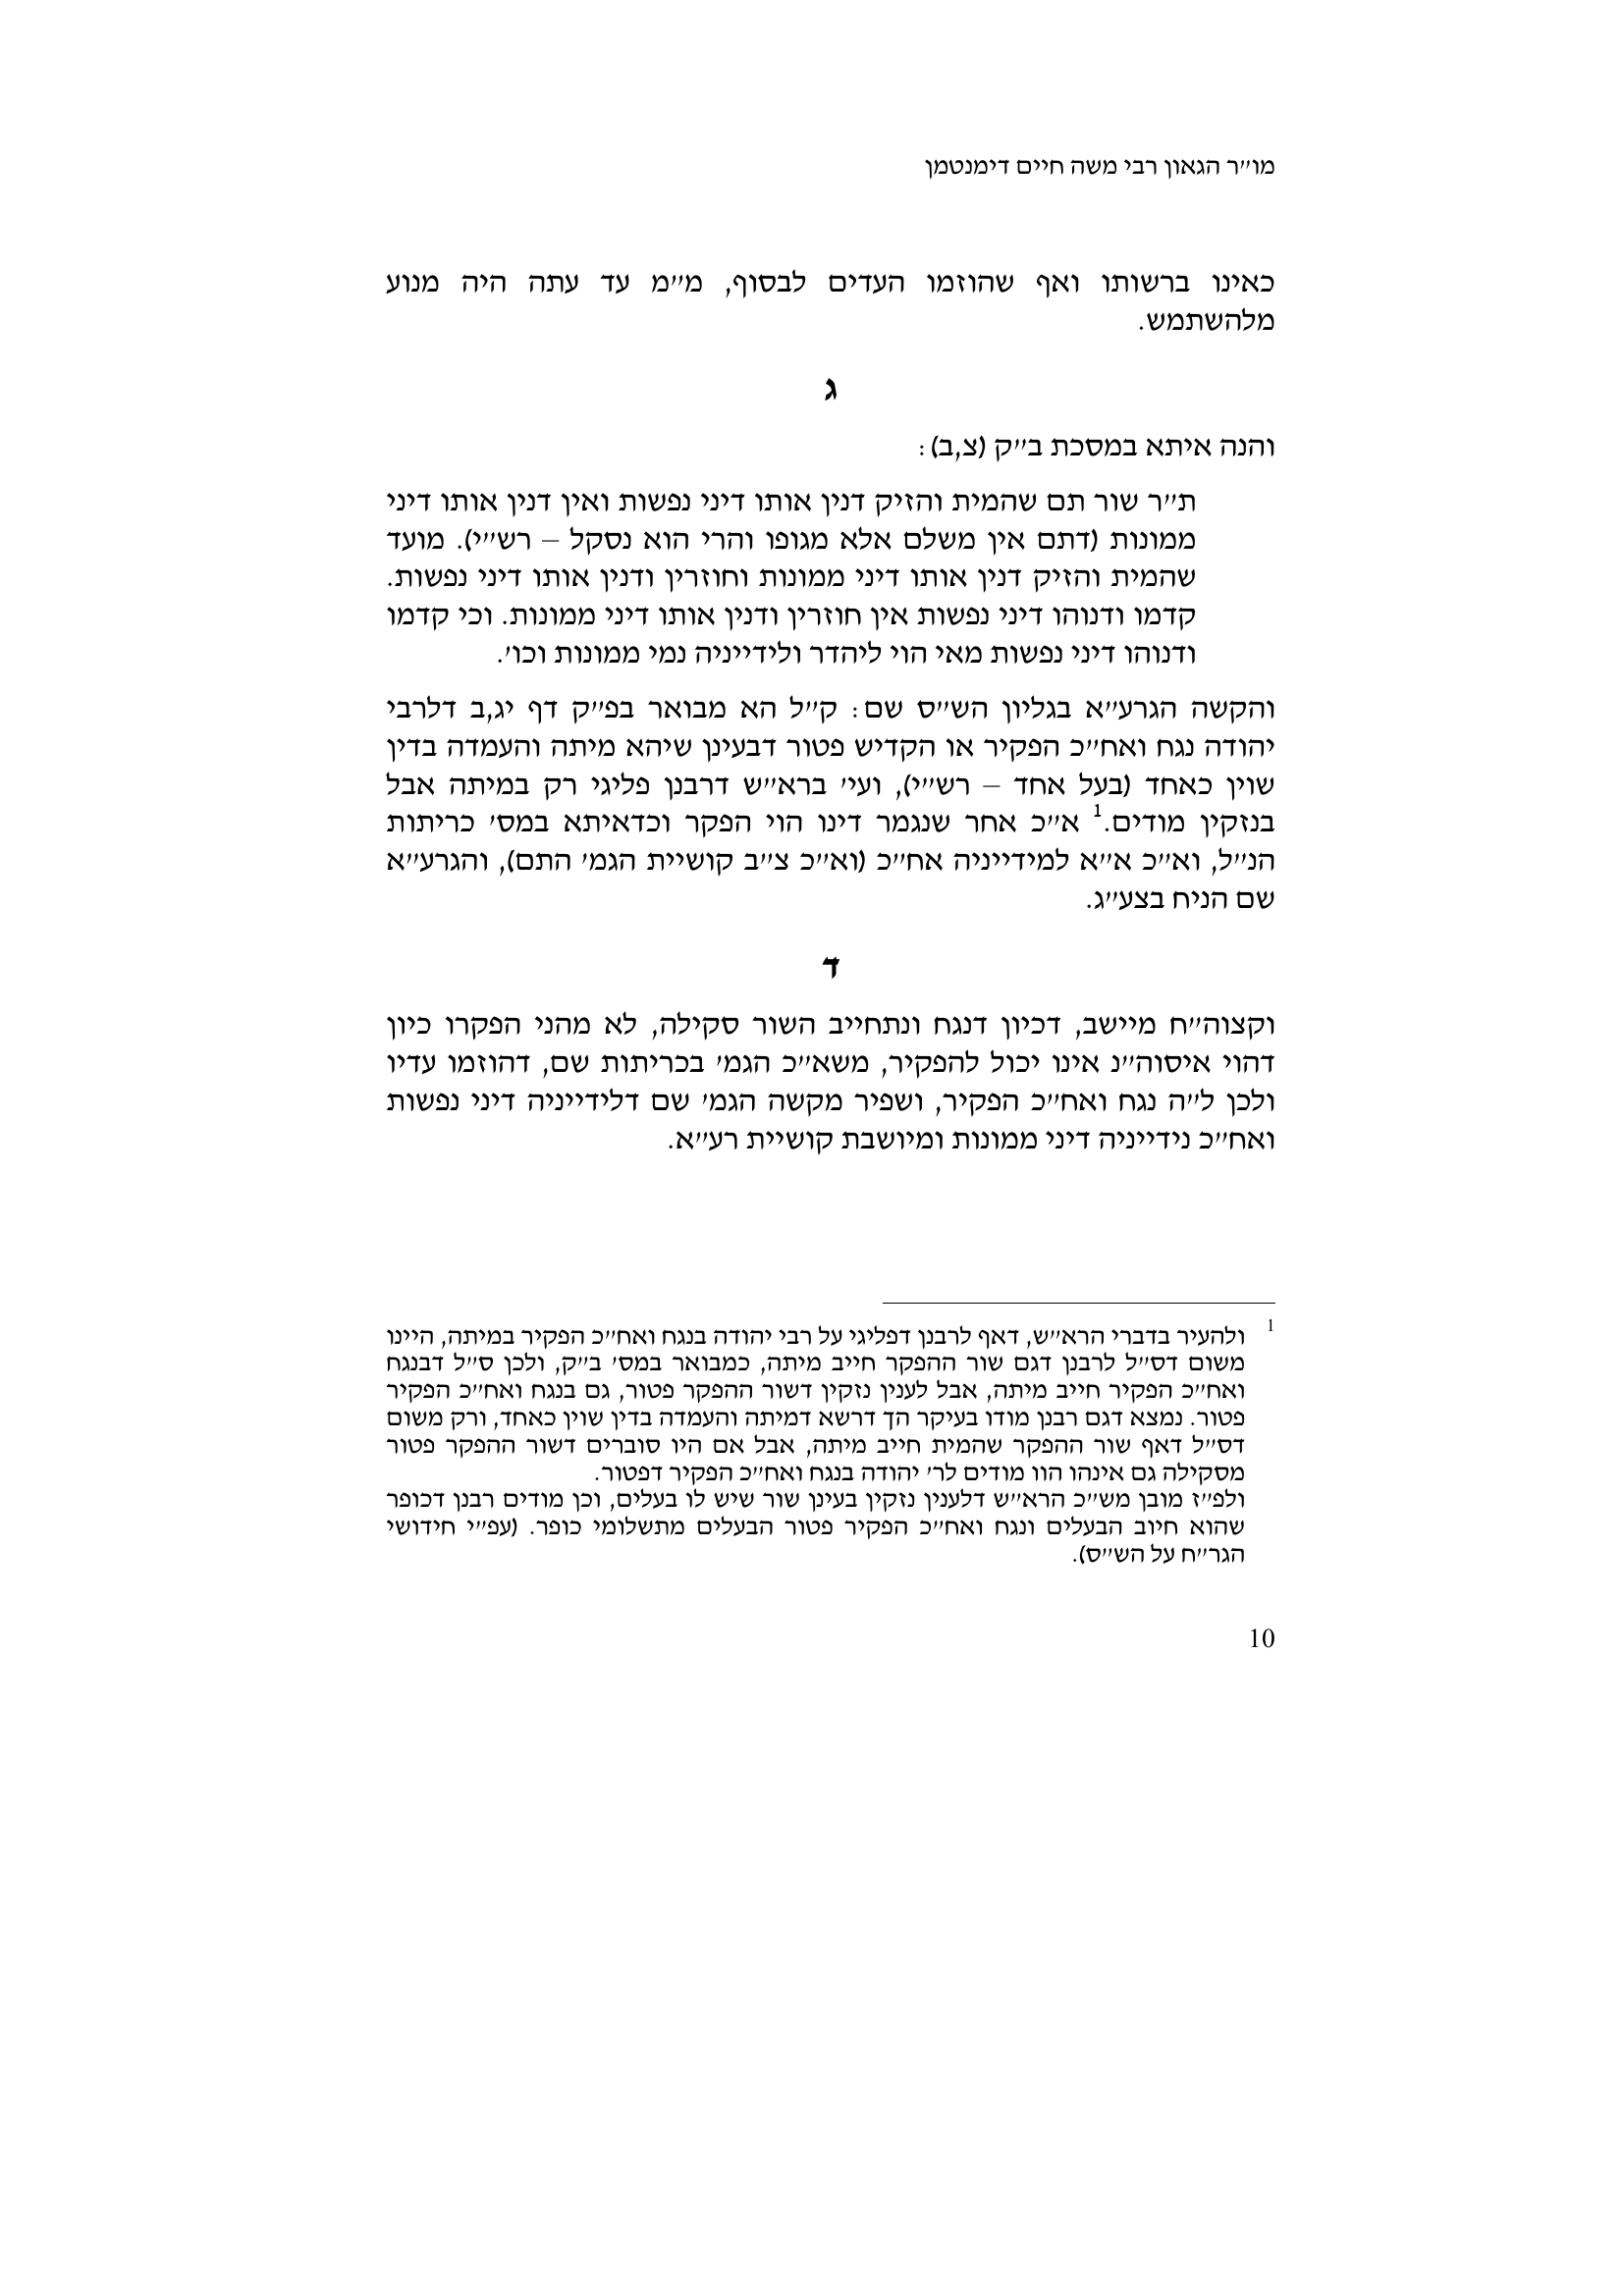 מו״ר הגאון רבי משה חיים דימנטמן
כאינו ברשותו ואף שהוזמו העדים לבסוף, מ״מ עד עתה היה מנוע
מלהשתמש.
ג
והנה איתא במסכת ב״ק (צ,ב):
ת״ר שור תם שהמית והזיק דנין אותו דיני נפשות ואין דנין אותו דיני
ממונות (דתם אין משלם אלא מגופו והרי הוא נסקל – רש״י). מועד
שהמית והזיק דנין אותו דיני ממונות וחוזרין ודנין אותו דיני נפשות.
קדמו ודנוהו דיני נפשות אין חוזרין ודנין אותו דיני ממונות. וכי קדמו
ודנוהו דיני נפשות מאי הוי ליהדר ולידייניה נמי ממונות וכו׳.
והקשה הגרע״א בגליון הש״ס שם: ק״ל הא מבואר בפ״ק דף יג,ב דלרבי
יהודה נגח ואח״כ הפקיר או הקדיש פטור דבעינן שיהא מיתה והעמדה בדין
שוין כאחד (בעל אחד – רש״י), ועי׳ ברא״ש דרבנן פליגי רק במיתה אבל
בנזקין מודים.1 א״כ אחר שנגמר דינו הוי הפקר וכדאיתא במס׳ כריתות
הנ״ל, וא״כ א״א למידייניה אח״כ (וא״כ צ״ב קושיית הגמ׳ התם), והגרע״א
שם הניח בצע״ג.
ד
וקצוה״ח מיישב, דכיון דנגח ונתחייב השור סקילה, לא מהני הפקרו כיון
דהוי איסוה״נ אינו יכול להפקיר, משא״כ הגמ׳ בכריתות שם, דהוזמו עדיו
ולכן ל״ה נגח ואח״כ הפקיר, ושפיר מקשה הגמ׳ שם דלידייניה דיני נפשות
ואח״כ נידייניה דיני ממונות ומיושבת קושיית רע״א.
1 ולהעיר בדברי הרא״ש, דאף לרבנן דפליגי על רבי יהודה בנגח ואח״כ הפקיר במיתה, היינו
משום דס״ל לרבנן דגם שור ההפקר חייב מיתה, כמבואר במס׳ ב״ק, ולכן ס״ל דבנגח
ואח״כ הפקיר חייב מיתה, אבל לענין נזקין דשור ההפקר פטור, גם בנגח ואח״כ הפקיר
פטור. נמצא דגם רבנן מודו בעיקר הך דרשא דמיתה והעמדה בדין שוין כאחד, ורק משום
דס״ל דאף שור ההפקר שהמית חייב מיתה, אבל אם היו סוברים דשור ההפקר פטור
מסקילה גם אינהו הוו מודים לר׳ יהודה בנגח ואח״כ הפקיר דפטור.
ולפ״ז מובן מש״כ הרא״ש דלענין נזקין בעינן שור שיש לו בעלים, וכן מודים רבנן דכופר
שהוא חיוב הבעלים ונגח ואח״כ הפקיר פטור הבעלים מתשלומי כופר. (עפ״י חידושי
הגר״ח על הש״ס).
10